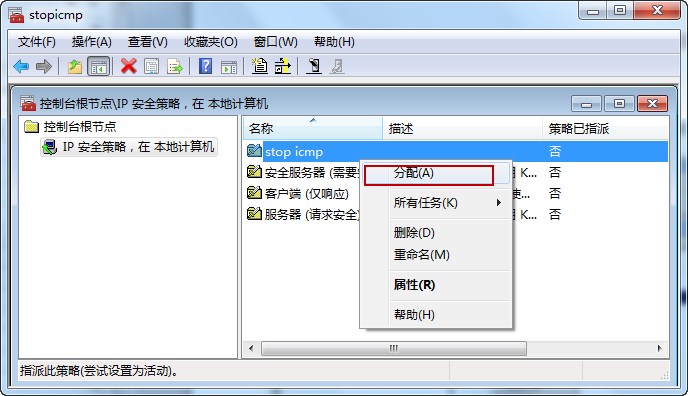 stopicmp
文件(F) 操作(A) 查看(V) 收藏夹(O) 窗口(W) 帮助(H)
控制台根节点\IP 安全策略，在 本地计算机
控制台根节点
IP 安全策略，在 本地计算机
名称 描述 策略已指派
stop icmp 否
安全服务器 (需要 K... 否
客户端 (仅响应) 使... 否
服务器 (请求安全) K... 否
分配(A)
所有任务(K)
删除(D)
重命名(M)
属性(R)
帮助(H)
指派此策略(尝试设置为活动)。